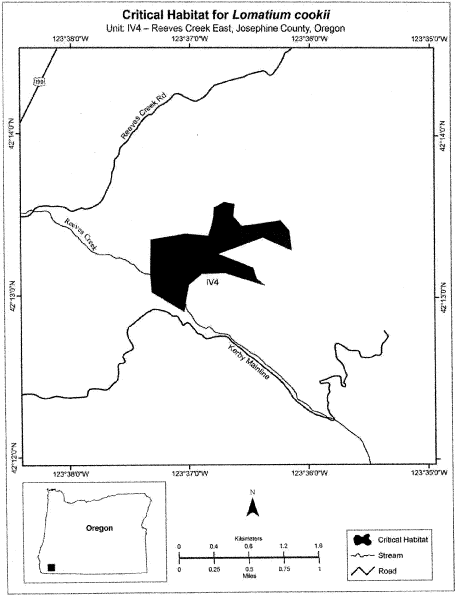 Critical Habitat for Lomatium cookii
Unit: IV4 – Reeves Creek East, Josephine County, Oregon
123°38'0"W 123°37'0"W 123°36'0"W 123°35'0"W
199
Reeves Creek Rd
42°14'0"N
42°14'0"N
Reeves Creek
IV4
42°13'0"N
42°13'0"N
Kerby Mainline
42°12'0"N
42°12'0"N
123°38'0"W 123°37'0"W 123°36'0"W 123°35'0"W
Oregon
N
Kilometers
0 0.4 0.8 1.2 1.6
0 0.25 0.5 0.75 1
Miles
Critical Habitat
Stream
Road